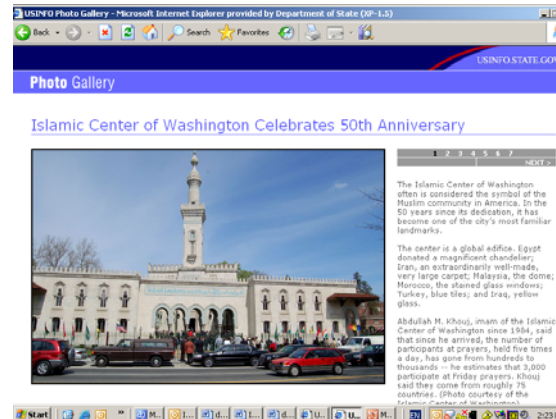 USINFO Photo Gallery - Microsoft Internet Explorer provided by Department of State (XP-1.5)
Back
Search
Favorites
USINFO.STATE.GOV
Photo Gallery
Islamic Center of Washington Celebrates 50th Anniversary
1 2 3 4 5 6 7
NEXT >
The Islamic Center of Washington
often is considered the symbol of the
Muslim community in America. In the
50 years since its dedication, it has
become one of the city's most familiar
landmarks.
The center is a global edifice. Egypt
donated a magnificent chandelier;
Iran, an extraordinarily well-made,
very large carpet; Malaysia, the dome;
Morocco, the stained glass windows;
Turkey, blue tiles; and Iraq, yellow
glass.
Abdullah M. Khouj, imam of the Islamic
Center of Washington since 1984, said
that since he arrived, the number of
participants at prayers, held five times
a day, has gone from hundreds to
thousands -- he estimates that 3,000
participate at Friday prayers. Khouj
said they come from roughly 75
countries. (Photo courtesy of the
Islamic Center of Washington)
Start
EN